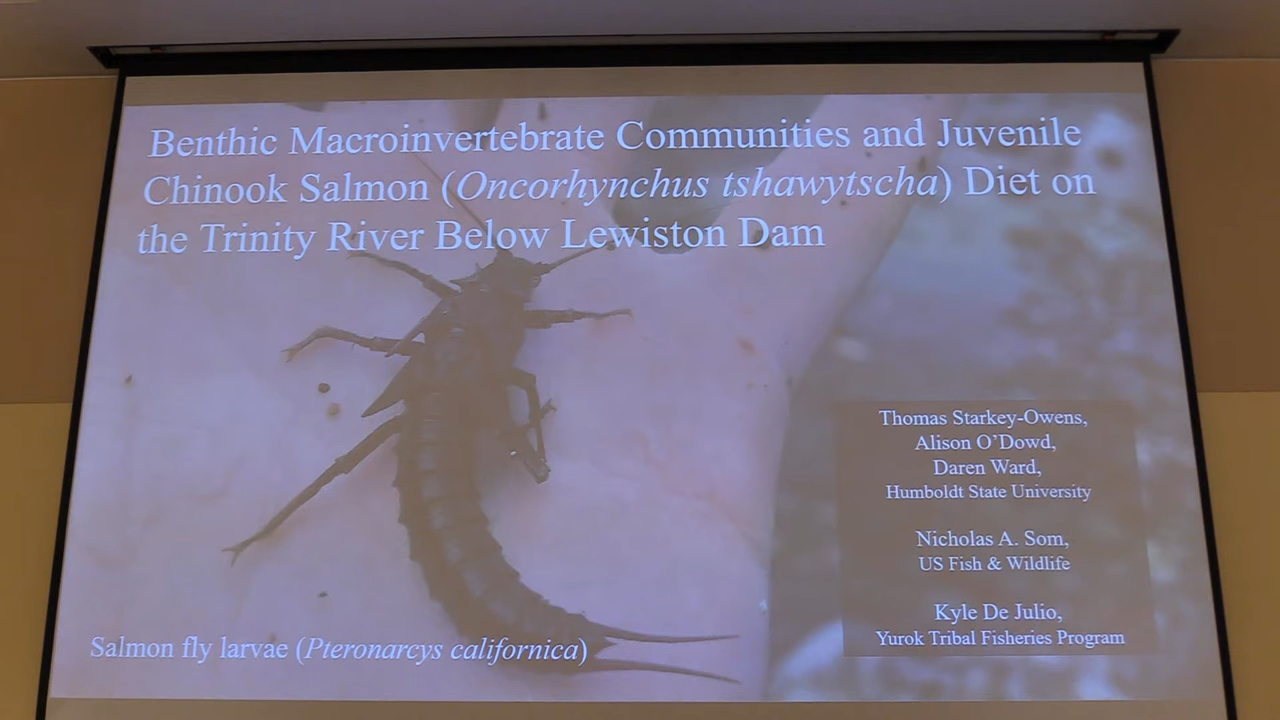 Benthic Macroinvertebrate Communities and Juvenile
Chinook Salmon (Oncorhynchus tshawytscha) Diet on
the Trinity River Below Lewiston Dam
Thomas Starkey-Owens,
Alison O'Dowd,
Daren Ward,
Humboldt State University
Nicholas A. Som,
US Fish & Wildlife
Kyle De Julio,
Yurok Tribal Fisheries Program
Salmon fly larvae (Pteronarcys californica)